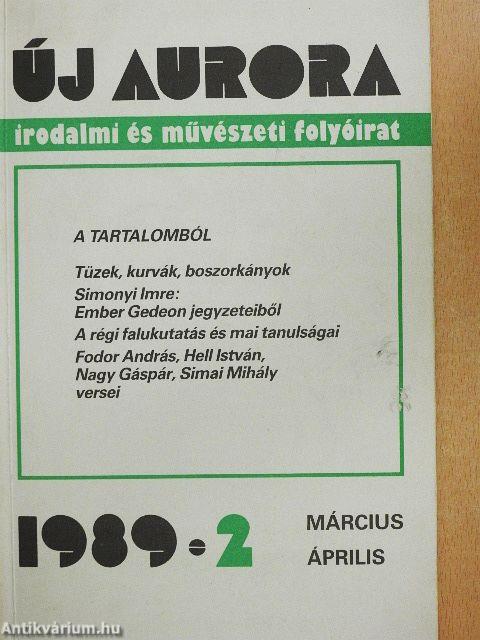 ÚJ AURORA
irodalmi és művészeti folyóirat
A TARTALOMBÓL
Tüzek, kurvák, boszorkányok
Simonyi Imre:
Ember Gedeon jegyzeteiből
A régi falukutatás és mai tanulságai
Fodor András, Hell István,
Nagy Gáspár, Simai Mihály
versei
1989·2
MÁRCIUS
ÁPRILIS
Antikvárium.hu